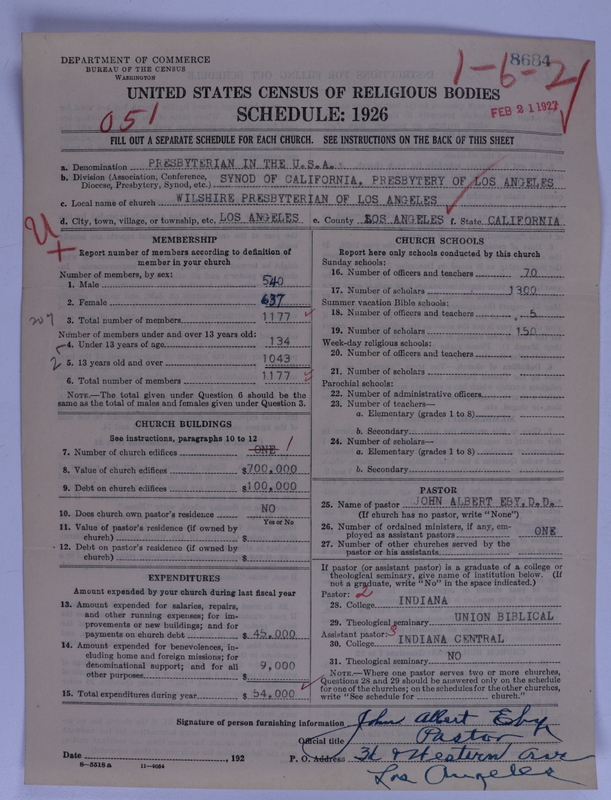 DEPARTMENT OF COMMERCE
BUREAU OF THE CENSUS
WASHINGTON
8684
1-6-21
UNITED STATES CENSUS OF RELIGIOUS BODIES
SCHEDULE: 1926
FEB 21 1927
051
FILL OUT A SEPARATE SCHEDULE FOR EACH CHURCH. SEE INSTRUCTIONS ON THE BACK OF THIS SHEET
a. Denomination PRESBYTERIAN IN THE U.S.A.
b. Division (Association, Conference, Diocese, Presbytery, Synod, etc.) SYNOD OF CALIFORNIA, PRESBYTERY OF LOS ANGELES
c. Local name of church WILSHIRE PRESBYTERIAN OF LOS ANGELES
d. City, town, village, or township, etc. LOS ANGELES e. County LOS ANGELES f. State CALIFORNIA
U+
MEMBERSHIP
Report number of members according to definition of
member in your church
Number of members, by sex:
1. Male 540
2. Female 637
3. Total number of members 1177
207
Number of members under and over 13 years old:
4. Under 13 years of age 134
5. 13 years old and over 1043
6. Total number of members 1177
NOTE.—The total given under Question 6 should be
same as the total of males and females given under Question 3.
CHURCH BUILDINGS
See instructions, paragraphs 10 to 12
7. Number of church edifices ONE 1
8. Value of church edifices $700,000
9. Debt on church edifices $100,000
10. Does church own pastor's residence NO
Yes or No
11. Value of pastor's residence (if owned by
church) $
12. Debt on pastor's residence (if owned by
church) $
EXPENDITURES
Amount expended by your church during last fiscal year
13. Amount expended for salaries, repairs,
and other running expenses; for im-
provements or new buildings; and for
payments on church debt $ 45,000
14. Amount expended for benevolences, in-
cluding home and foreign missions; for
denominational support; and for all
other purposes $ 9,000
15. Total expenditures during year $ 54,000
CHURCH SCHOOLS
Report here only schools conducted by this church
Sunday schools:
16. Number of officers and teachers 70
17. Number of scholars 1300
Summer vacation Bible schools:
18. Number of officers and teachers 5
19. Number of scholars 150
Week-day religious schools:
20. Number of officers and teachers
21. Number of scholars
Parochial schools:
22. Number of administrative officers
23. Number of teachers—
a. Elementary (grades 1 to 8)
b. Secondary
24. Number of scholars—
a. Elementary (grades 1 to 8)
b. Secondary
PASTOR
25. Name of pastor JOHN ALBERT EBY, D.D.
(If church has no pastor, write "None")
26. Number of ordained ministers, if any, em-
ployed as assistant pastors ONE
27. Number of other churches served by the
pastor or his assistants
If pastor (or assistant pastor) is a graduate of a college or
theological seminary, give name of institution below. (If
not a graduate, write "No" in the space indicated.)
Pastor: 2
28. College INDIANA
29. Theological seminary UNION BIBLICAL
Assistant pastor:
30. College INDIANA CENTRAL
31. Theological seminary NO
NOTE.—Where one pastor serves two or more churches,
Questions 28 and 29 should be answered only on the schedule
for one of the churches; on the schedules for the other churches,
write "See schedule for church."
Signature of person furnishing information John Albert Eby
Official title Pastor
Date , 192 P. O. Address 3d & Western Ave
8—5518 a 11—9084 Los Angeles